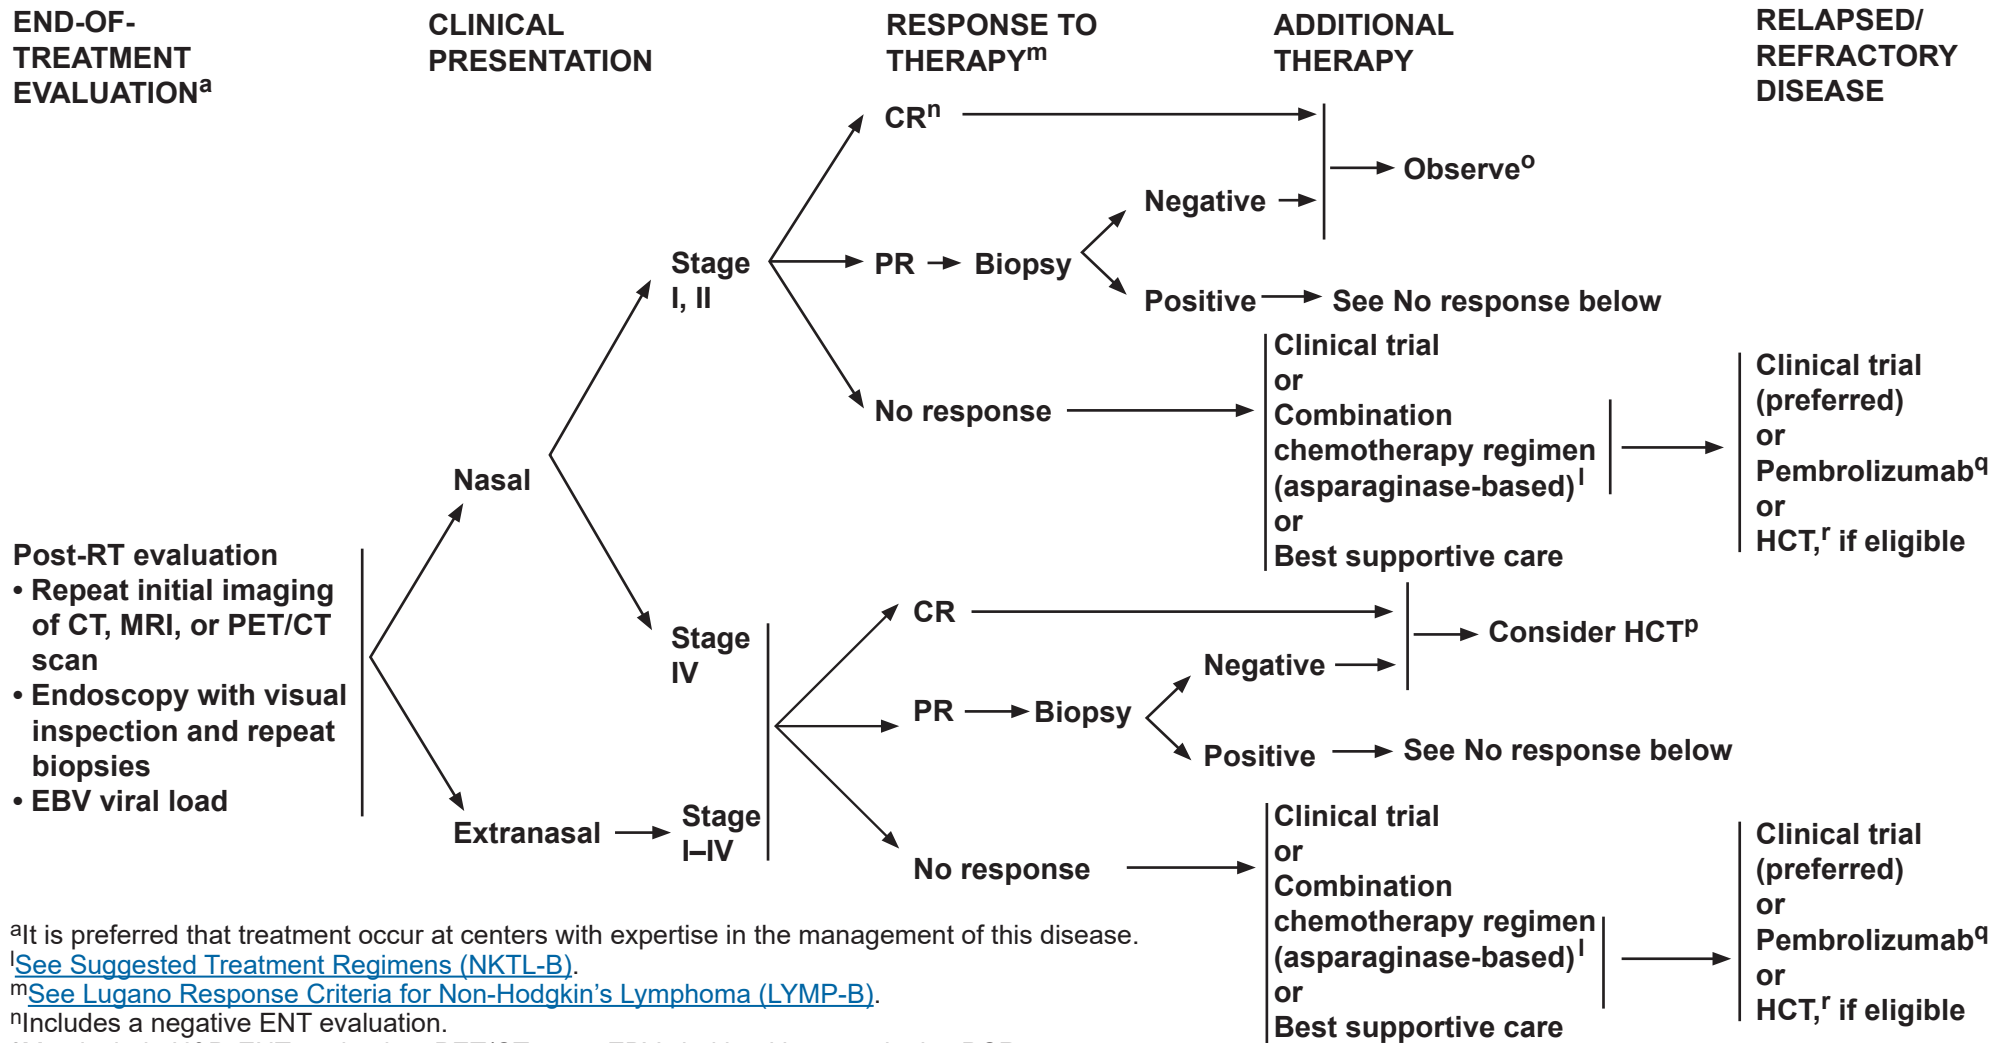 END-OF-
TREATMENT
EVALUATIONa
CLINICAL
PRESENTATION
RESPONSE TO
THERAPYm
ADDITIONAL
THERAPY
RELAPSED/
REFRACTORY
DISEASE
Post-RT evaluation
• Repeat initial imaging
of CT, MRI, or PET/CT
scan
• Endoscopy with visual
inspection and repeat
biopsies
• EBV viral load
Nasal
Extranasal
Stage
I, II
Stage
IV
Stage
I–IV
CRn
PR
Biopsy
Negative
Positive
Observeo
See No response below
No response
Clinical trial
or
Combination
chemotherapy regimen
(asparaginase-based)l
or
Best supportive care
Clinical trial
(preferred)
or
Pembrolizumabq
or
HCT,r if eligible
CR
PR
Biopsy
Negative
Positive
Consider HCTp
See No response below
No response
Clinical trial
or
Combination
chemotherapy regimen
(asparaginase-based)l
or
Best supportive care
Clinical trial
(preferred)
or
Pembrolizumabq
or
HCT,r if eligible
aIt is preferred that treatment occur at centers with expertise in the management of this disease.
lSee Suggested Treatment Regimens (NKTL-B).
mSee Lugano Response Criteria for Non-Hodgkin's Lymphoma (LYMP-B).
nIncludes a negative ENT evaluation.